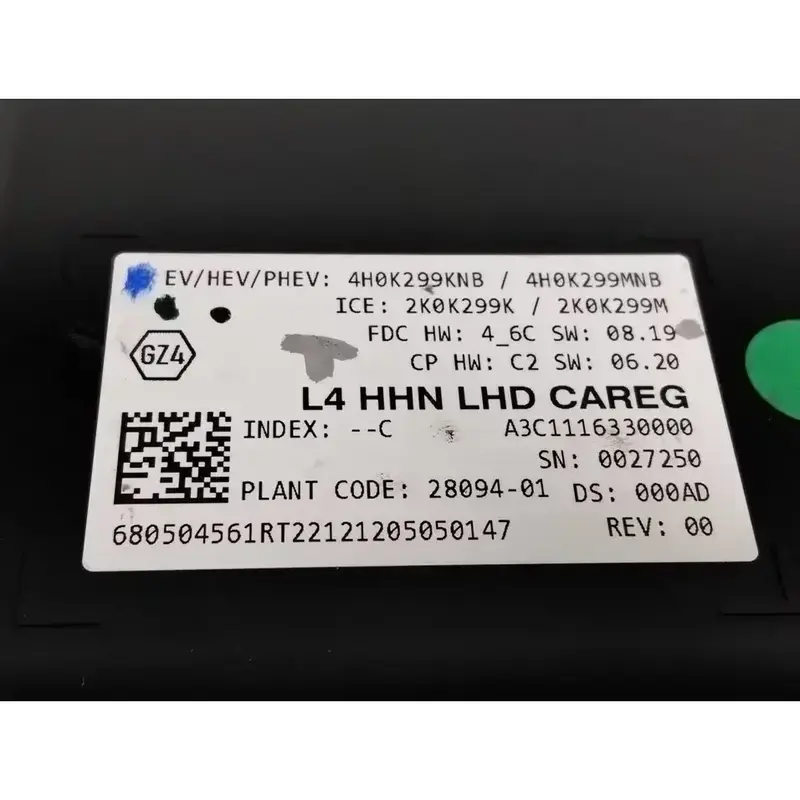 EV/HEV/PHEV: 4H0K299KNB / 4H0K299MNB
ICE: 2K0K299K / 2K0K299M
FDC HW: 4_6C SW: 08.19
GZ4
CP HW: C2 SW: 06.20
L4 HHN LHD CAREG
INDEX: --C A3C1116330000
SN: 0027250
PLANT CODE: 28094-01 DS: 000AD
680504561RT22121205050147 REV: 00